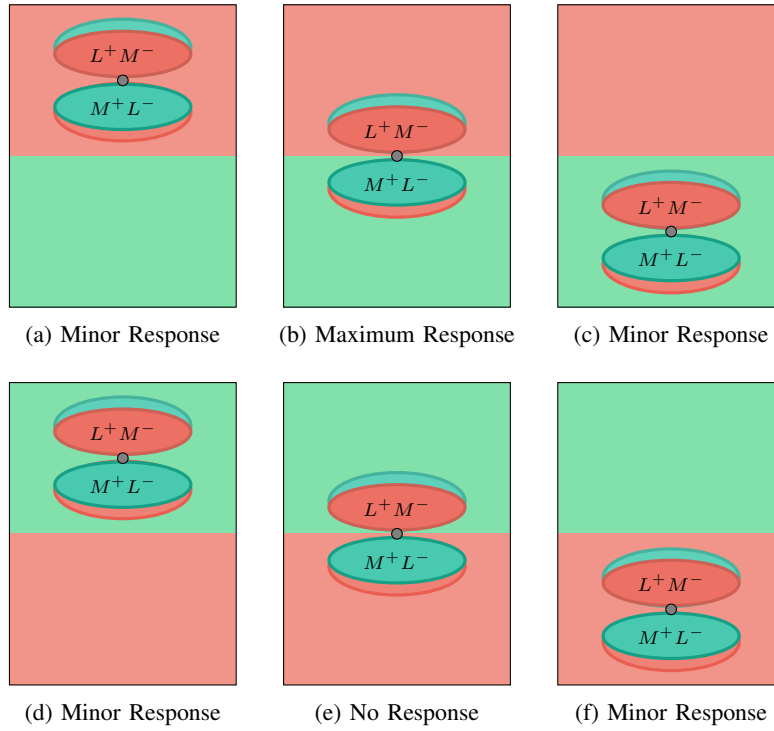 L⁺M⁻ L⁺M⁻ L⁺M⁻
M⁺L⁻ M⁺L⁻ M⁺L⁻
(a) Minor Response (b) Maximum Response (c) Minor Response
L⁺M⁻ L⁺M⁻ L⁺M⁻
M⁺L⁻ M⁺L⁻ M⁺L⁻
(d) Minor Response (e) No Response (f) Minor Response